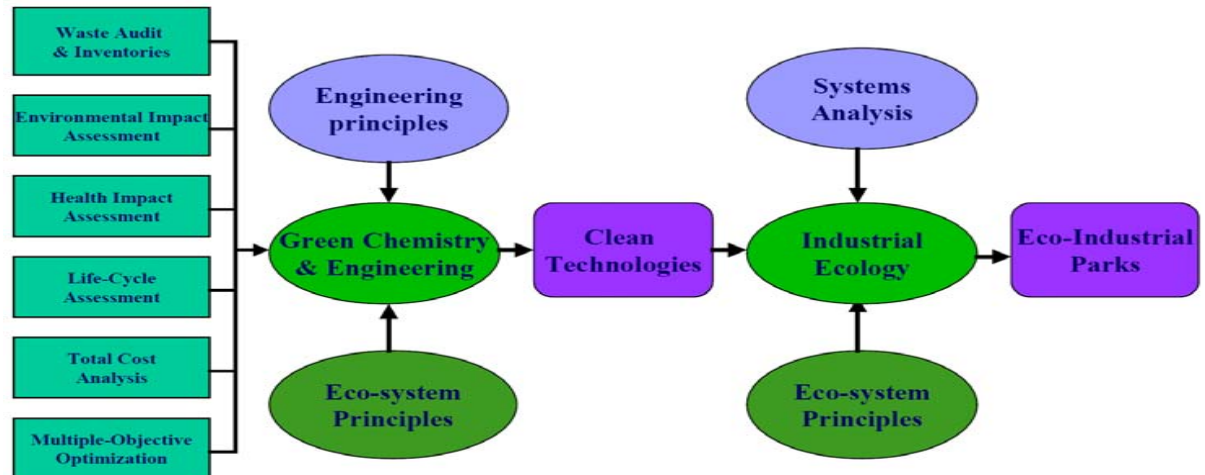 Waste Audit
& Inventories
Environmental Impact
Assessment
Health Impact
Assessment
Life-Cycle
Assessment
Total Cost
Analysis
Multiple-Objective
Optimization
Engineering
principles
Green Chemistry
& Engineering
Eco-system
Principles
Clean
Technologies
Systems
Analysis
Industrial
Ecology
Eco-system
Principles
Eco-Industrial
Parks